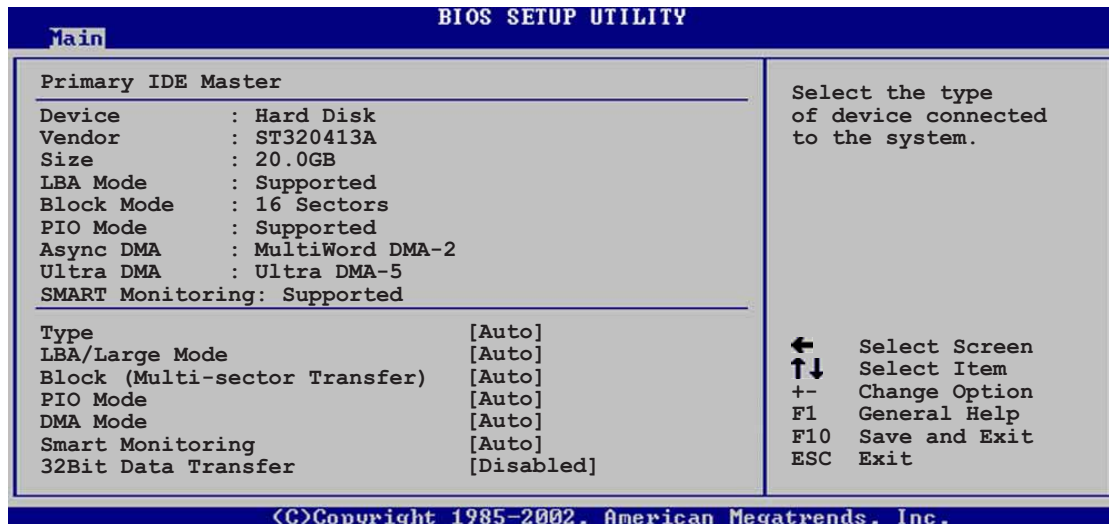 BIOS SETUP UTILITY
Main
Primary IDE Master
Device : Hard Disk
Vendor : ST320413A
Size : 20.0GB
LBA Mode : Supported
Block Mode : 16 Sectors
PIO Mode : Supported
Async DMA : MultiWord DMA-2
Ultra DMA : Ultra DMA-5
SMART Monitoring: Supported
Type [Auto]
LBA/Large Mode [Auto]
Block (Multi-sector Transfer) [Auto]
PIO Mode [Auto]
DMA Mode [Auto]
Smart Monitoring [Auto]
32Bit Data Transfer [Disabled]
Select the type
of device connected
to the system.
← Select Screen
↑↓ Select Item
+- Change Option
F1 General Help
F10 Save and Exit
ESC Exit
(C)Copyright 1985-2002, American Megatrends, Inc.